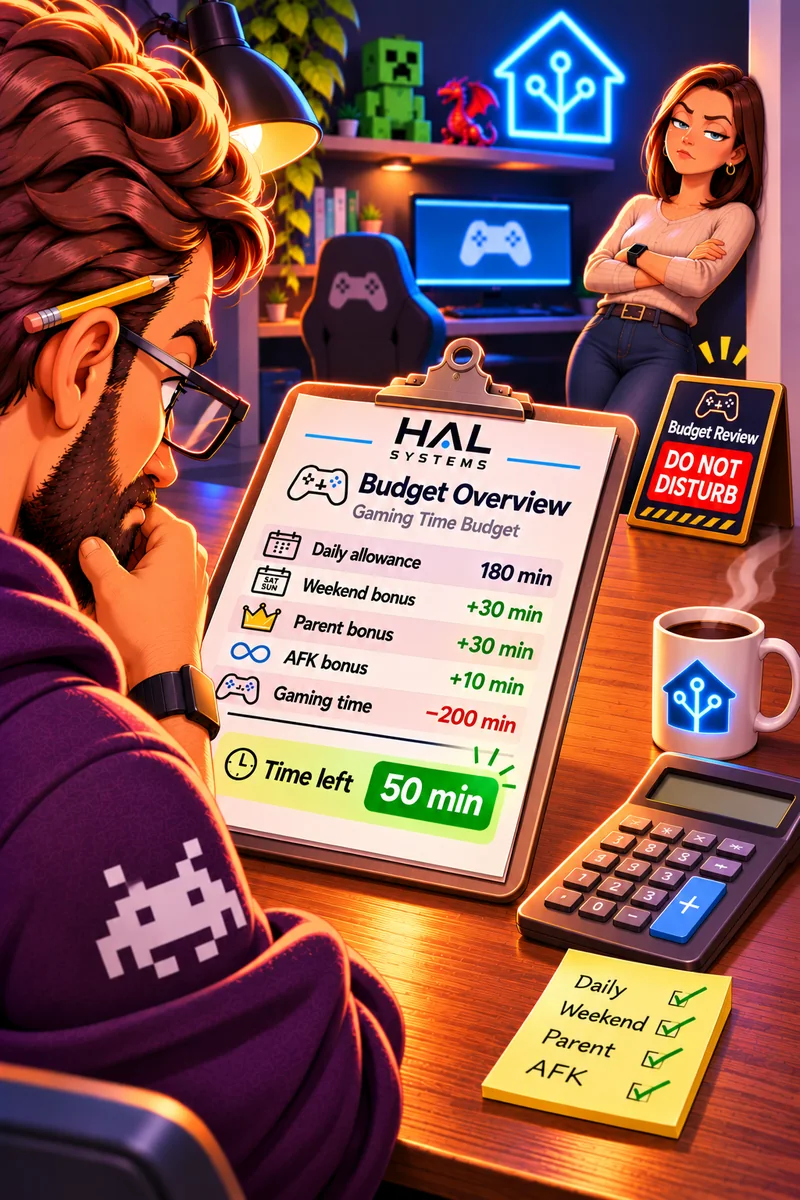 HAL
SYSTEMS
Budget Overview
Gaming Time Budget
Daily allowance 180 min
SAT
SUN
Weekend bonus +30 min
Parent bonus +30 min
AFK bonus +10 min
Gaming time −200 min
Time left 50 min
Budget Review
DO NOT
DISTURB
Daily
Weekend
Parent
AFK